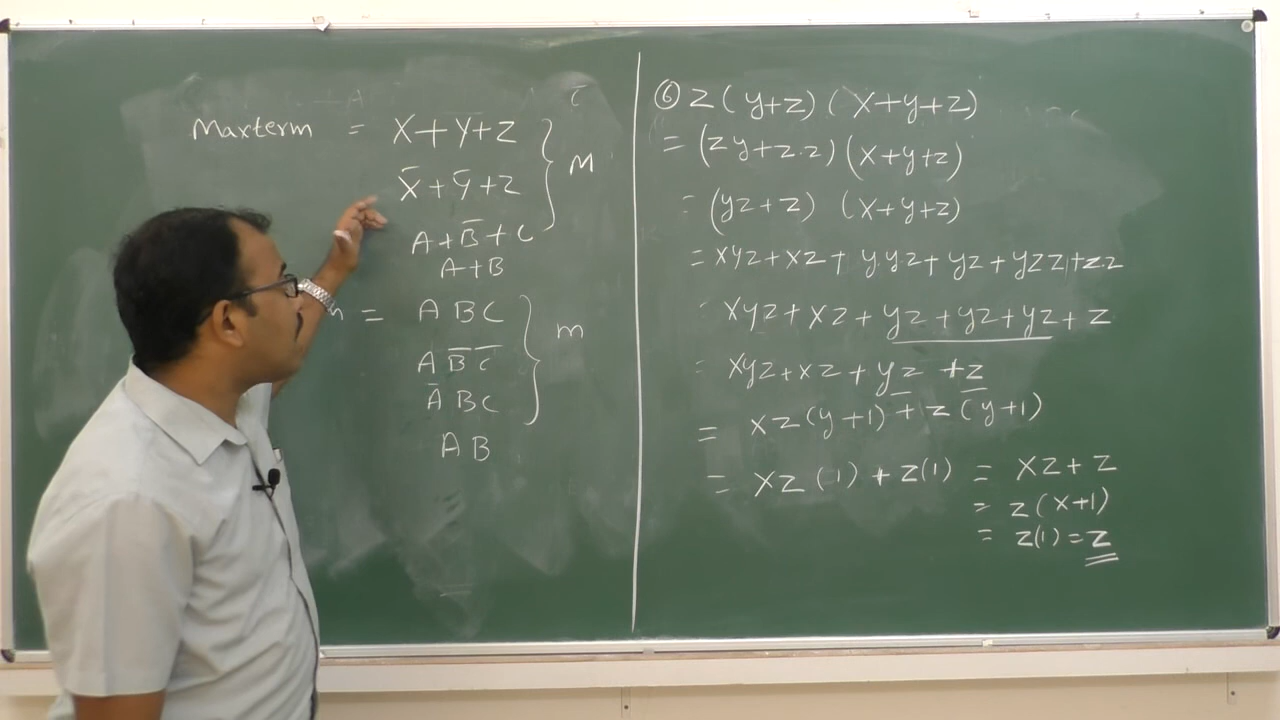 Maxterm = X+Y+Z } M
X̅+Y̅+Z
A+B̅+C
A+B
= ABC } m
AB̅C̅
A̅BC
AB
⑥ Z(y+z)(x+y+z)
= (zy+z.z)(x+y+z)
= (yz+z) (x+y+z)
= xyz+xz+y.yz+yz+yzz+z.z
= xyz+xz+yz+yz+yz+z
= xyz+xz+yz+z
= xz(y+1)+z(y+1)
= xz(1)+z(1) = xz+z
= z(x+1)
= z(1)=z